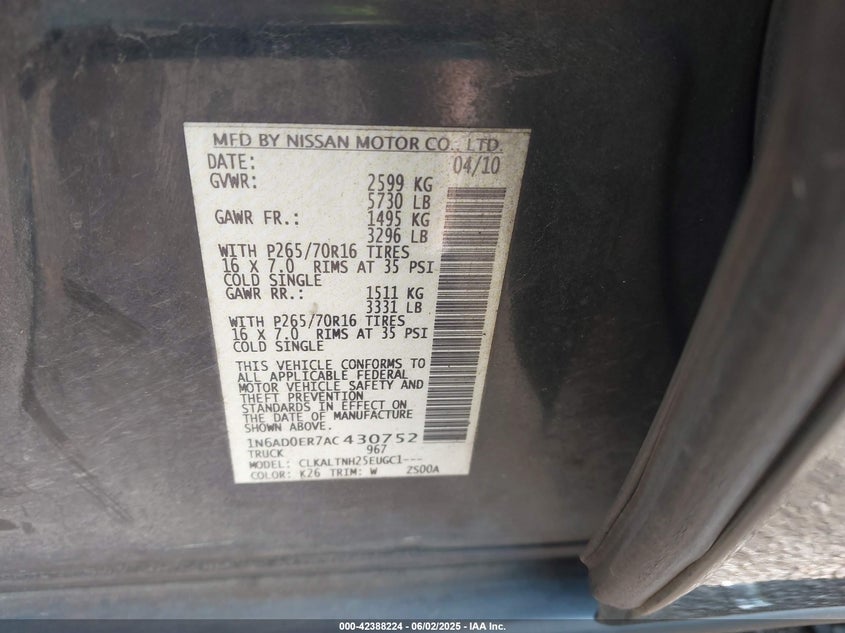 MFD BY NISSAN MOTOR CO., LTD.
DATE: 04/10
GVWR: 2599 KG
5730 LB
GAWR FR.: 1495 KG
3296 LB
WITH P265/70R16 TIRES
16 X 7.0 RIMS AT 35 PSI
COLD SINGLE
GAWR RR.: 1511 KG
3331 LB
WITH P265/70R16 TIRES
16 X 7.0 RIMS AT 35 PSI
COLD SINGLE
THIS VEHICLE CONFORMS TO
ALL APPLICABLE FEDERAL
MOTOR VEHICLE SAFETY AND
THEFT PREVENTION
STANDARDS IN EFFECT ON
THE DATE OF MANUFACTURE
SHOWN ABOVE.
1N6AD0ER7AC430752
TRUCK 967
MODEL: CLKALTNH25EUGC1---
COLOR: K26 TRIM: W ZS00A
000-42388224 - 06/02/2025 - IAA Inc.